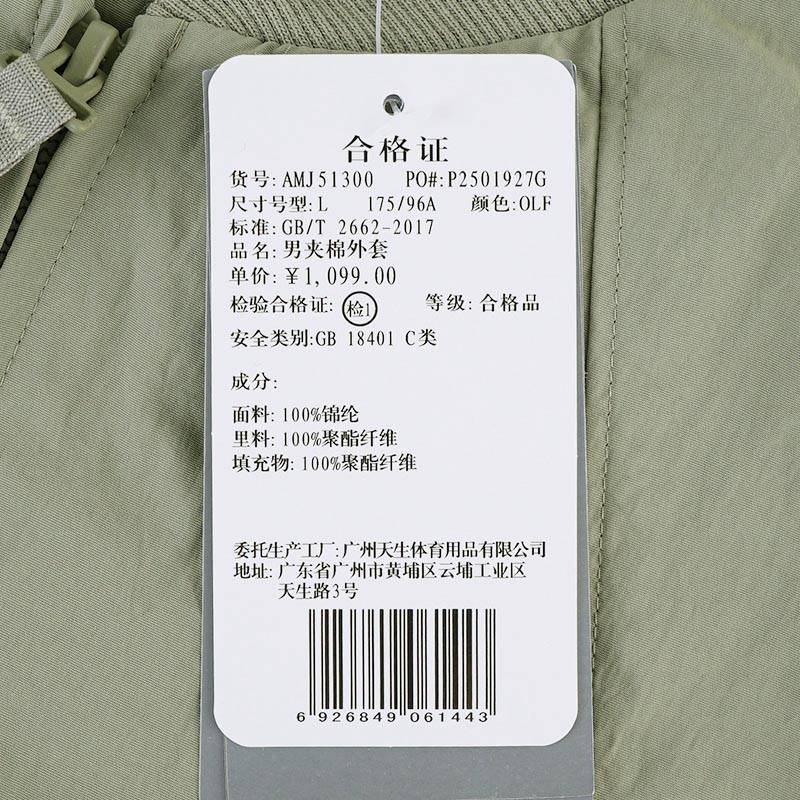 合格证
货号: AMJ51300 PO#:P2501927G
尺寸号型: L 175/96A 颜色:OLF
标准: GB/T 2662-2017
品名: 男夹棉外套
单价: ¥1,099.00
检验合格证: 检1 等级: 合格品
安全类别:GB 18401 C类
成分:
面料: 100%锦纶
里料: 100%聚酯纤维
填充物: 100%聚酯纤维
委托生产工厂: 广州天生体育用品有限公司
地址: 广东省广州市黄埔区云埔工业区
天生路3号
6 926849 061443